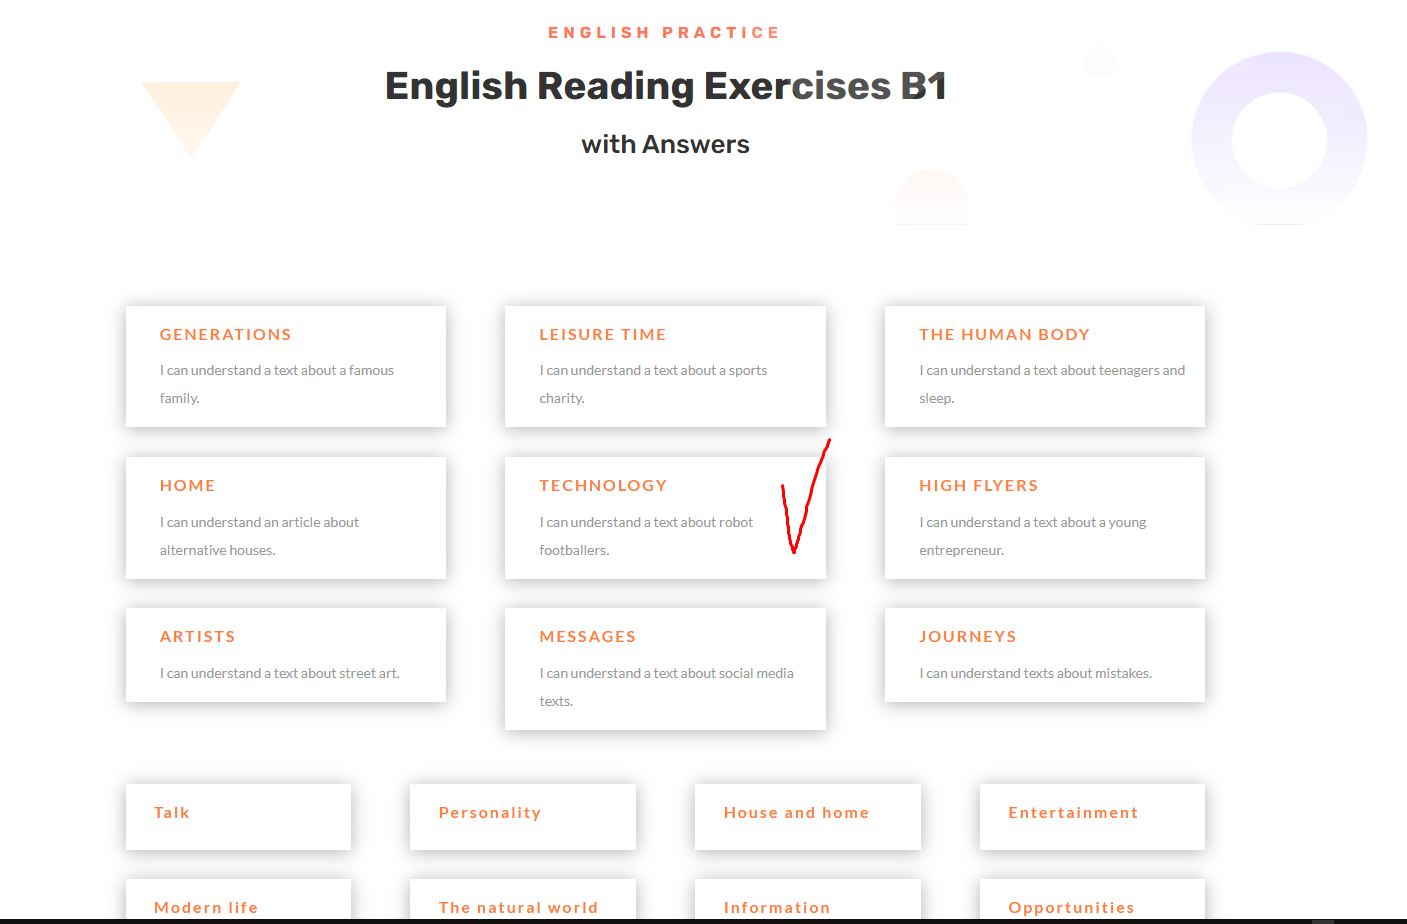 ENGLISH PRACTICE
English Reading Exercises B1
with Answers
GENERATIONS
I can understand a text about a famous
family.
LEISURE TIME
I can understand a text about a sports
charity.
THE HUMAN BODY
I can understand a text about teenagers and
sleep.
HOME
I can understand an article about
alternative houses.
TECHNOLOGY
I can understand a text about robot
footballers.
HIGH FLYERS
I can understand a text about a young
entrepreneur.
ARTISTS
I can understand a text about street art.
MESSAGES
I can understand a text about social media
texts.
JOURNEYS
I can understand texts about mistakes.
Talk
Personality
House and home
Entertainment
Modern life
The natural world
Information
Opportunities